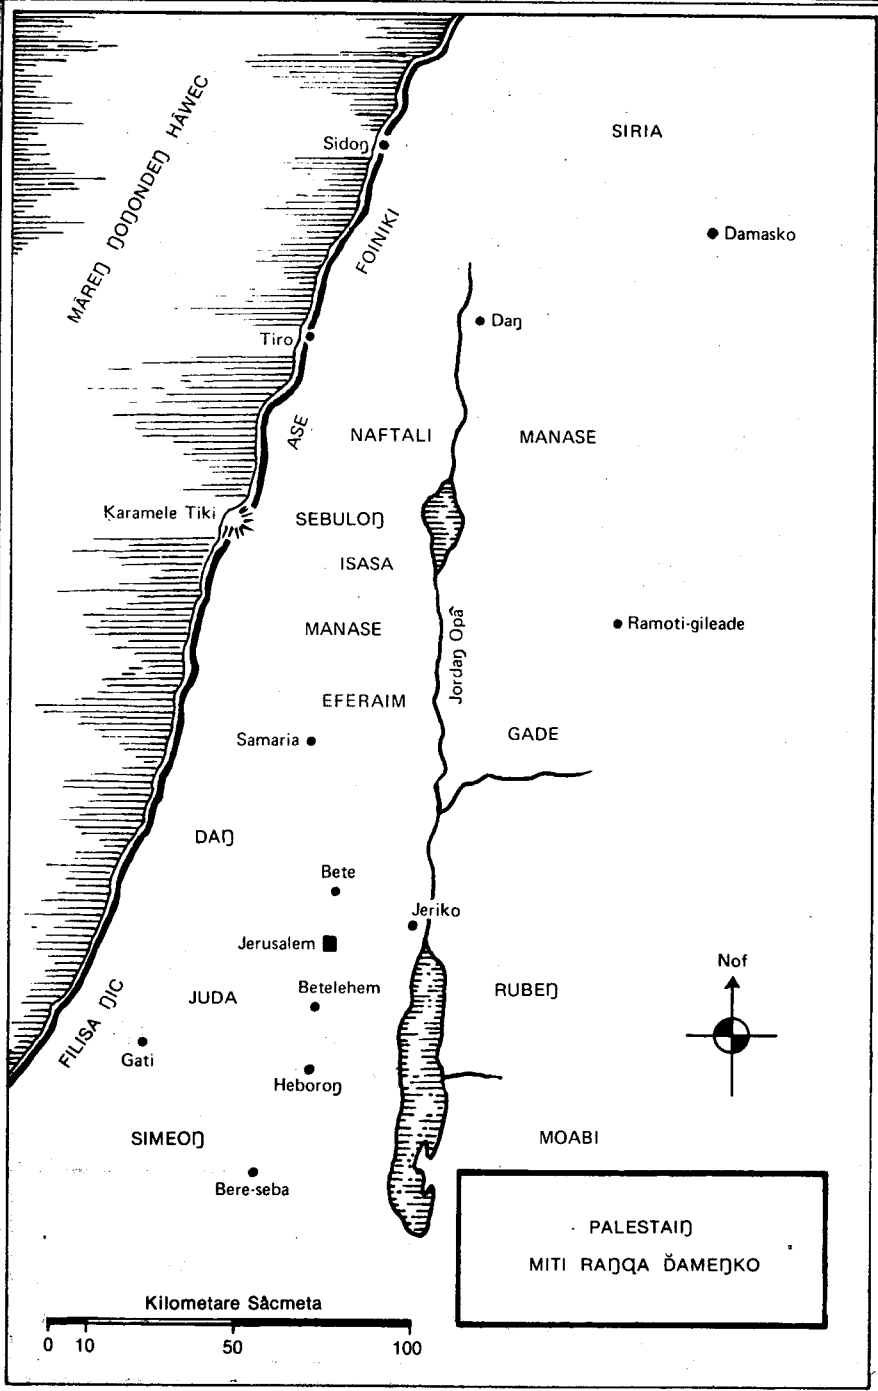 SIRIA
Sidoŋ
MÂREŊ ŊOŊONDEŊ HÂWEC
FOINIKI
Damasko
Daŋ
Tiro
ASE
NAFTALI
MANASE
Karamele Tiki
SEBULOŊ
ISASA
Jordaŋ Opâ
Ramoti-gileade
MANASE
EFERAIM
GADE
Samaria
DAŊ
Bete
Jeriko
Jerusalem
Nof
FILISA ŊIC
JUDA
Betelehem
RUBEŊ
Gati
Heboroŋ
SIMEOŊ
MOABI
Bere-seba
PALESTAIŊ
MITI RAŊɊA ĎAMEŊKO
Kilometare Sâcmeta
0 10 50 100